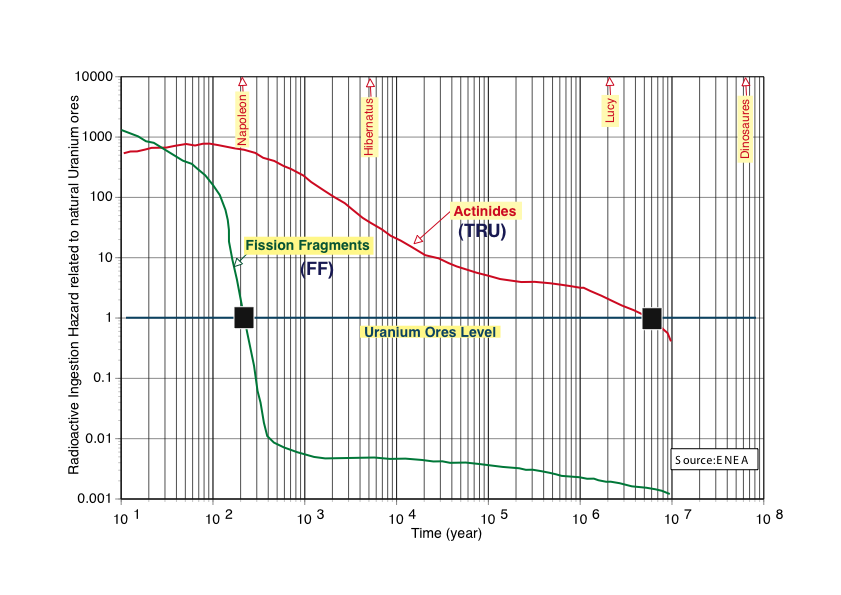 Radioactive Ingestion Hazard related to natural Uranium ores
10000
1000
100
10
1
0.1
0.01
0.001
Napoleon
Hibernatus
Lucy
Dinosaures
Actinides
(TRU)
Fission Fragments
(FF)
Uranium Ores Level
Source:ENEA
10 1
10 2
10 3
10 4
10 5
10 6
10 7
10 8
Time (year)